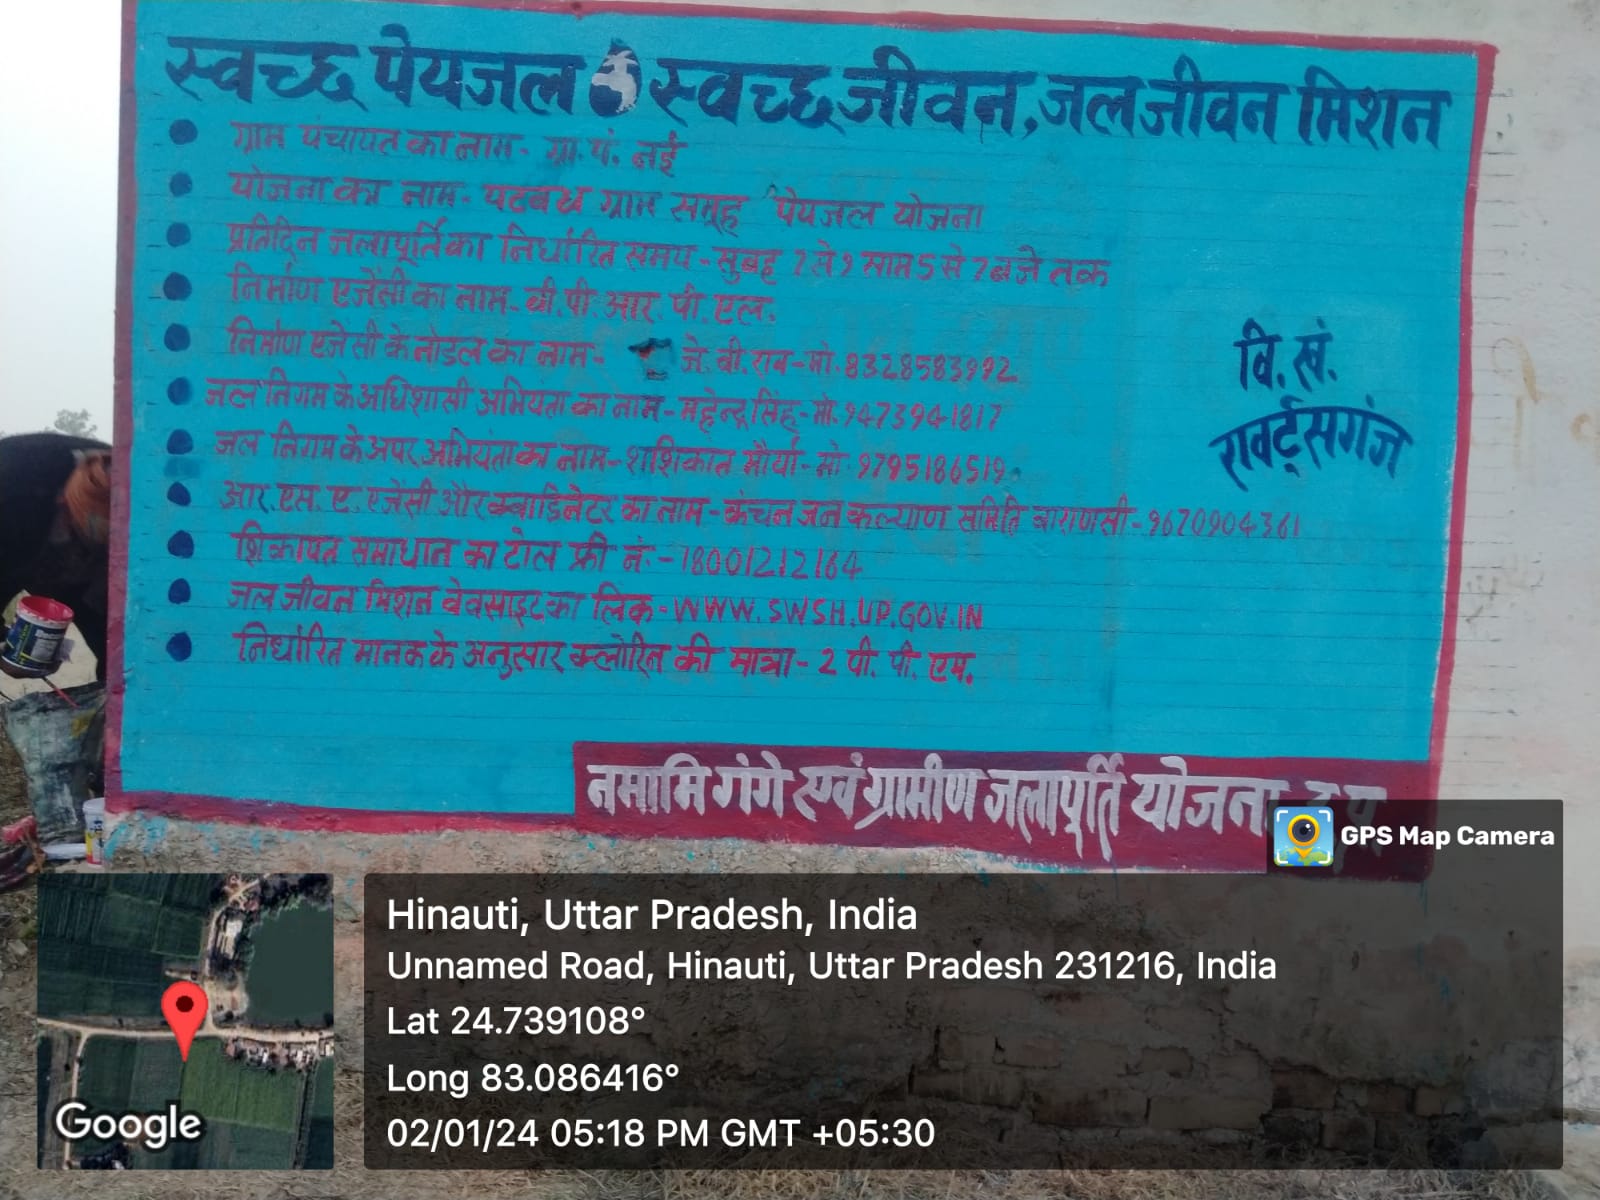 स्वच्छ पेयजल स्वच्छ जीवन, जल जीवन मिशन
ग्राम पंचायत का नाम- ग्रा. पं. नई
योजना का नाम- पटवध ग्राम समूह पेयजल योजना
प्रतिदिन जलापूर्ति का निर्धारित समय- सुबह 7 से 9 साम 5 से 7 बजे तक
निर्माण एजेंसी का नाम- वी. पी. आर. पी. एल.
निर्माण एजेंसी के नोडल का नाम- जे. वी. राव- मो. 8328583992
जल निगम के अधिशासी अभियंता का नाम- महेन्द्र सिंह- मो. 9473941817
जल निगम के अपर अभियंता का नाम- शशिकांत मौर्या- मो. 9795186519
आर. एस. ए. एजेंसी और क्वाडिनेटर का नाम- कंचन जन कल्याण समिति वाराणसी- 9670904361
शिकायत समाधान का टोल फ्री नं.- 18001212164
जल जीवन मिशन वेवसाइट का लिंक- WWW.SWSH.UP.GOV.IN
निर्धारित मानक के अनुसार क्लोरिन की मात्रा- 2 पी. पी. एम.
वि. खं.
रावर्ट्सगंज
नमामि गंगे एवं ग्रामीण जलापूर्ति योजना
GPS Map Camera
Hinauti, Uttar Pradesh, India
Unnamed Road, Hinauti, Uttar Pradesh 231216, India
Lat 24.739108°
Long 83.086416°
02/01/24 05:18 PM GMT +05:30
Google